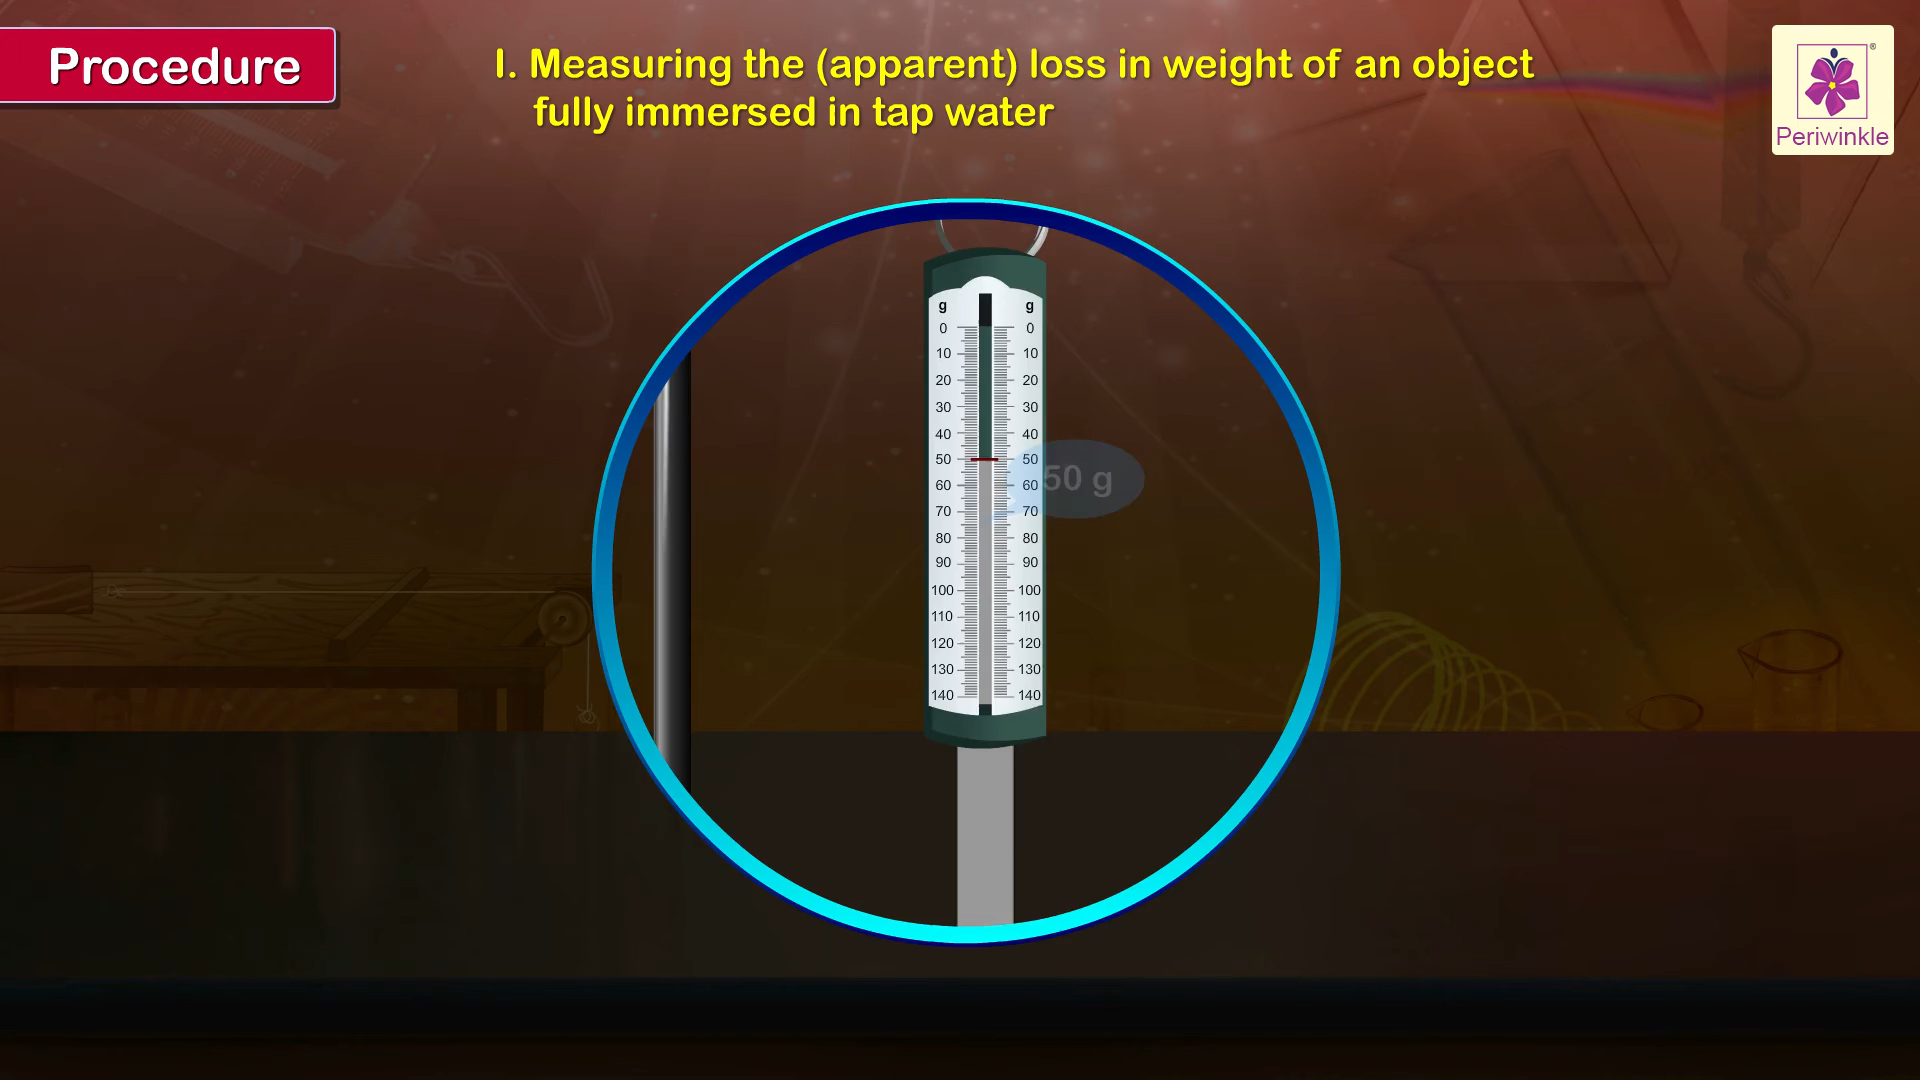 Procedure
I. Measuring the (apparent) loss in weight of an object
fully immersed in tap water
®
Periwinkle
g g
0 0
10 10
20 20
30 30
40 40
50 50
50 g
60 60
70 70
80 80
90 90
100 100
110 110
120 120
130 130
140 140